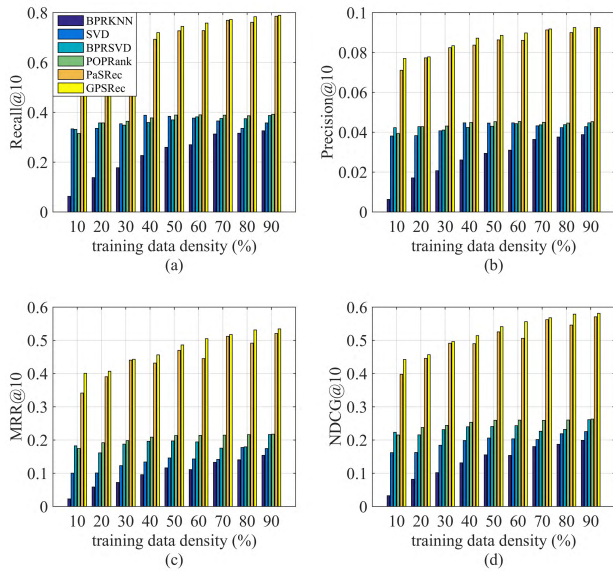 0.8
0.6
0.4
0.2
0
Recall@10
BPRKNN
SVD
BPRSVD
POPRank
PaSRec
GPSRec
10 20 30 40 50 60 70 80 90
training data density (%)
(a)
0.1
0.08
0.06
0.04
0.02
0
Precision@10
10 20 30 40 50 60 70 80 90
training data density (%)
(b)
0.6
0.5
0.4
0.3
0.2
0.1
0
MRR@10
10 20 30 40 50 60 70 80 90
training data density (%)
(c)
0.6
0.5
0.4
0.3
0.2
0.1
0
NDCG@10
10 20 30 40 50 60 70 80 90
training data density (%)
(d)